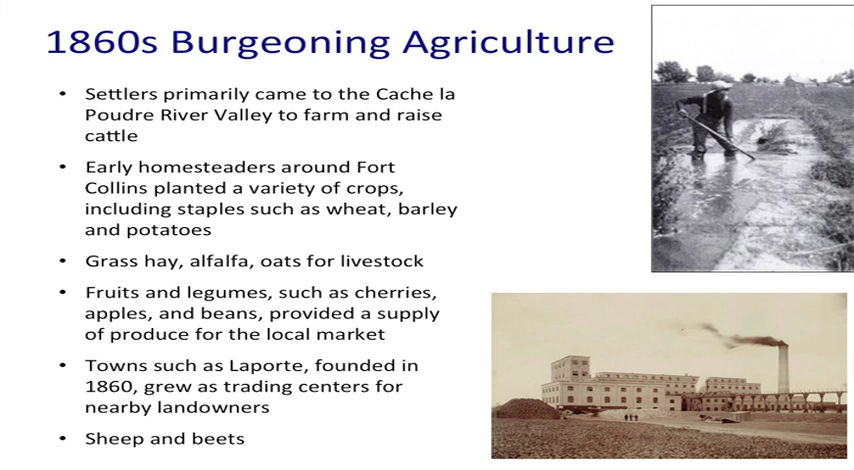 1860s Burgeoning Agriculture
• Settlers primarily came to the Cache la
Poudre River Valley to farm and raise
cattle
• Early homesteaders around Fort
Collins planted a variety of crops,
including staples such as wheat, barley
and potatoes
• Grass hay, alfalfa, oats for livestock
• Fruits and legumes, such as cherries,
apples, and beans, provided a supply
of produce for the local market
• Towns such as Laporte, founded in
1860, grew as trading centers for
nearby landowners
• Sheep and beets